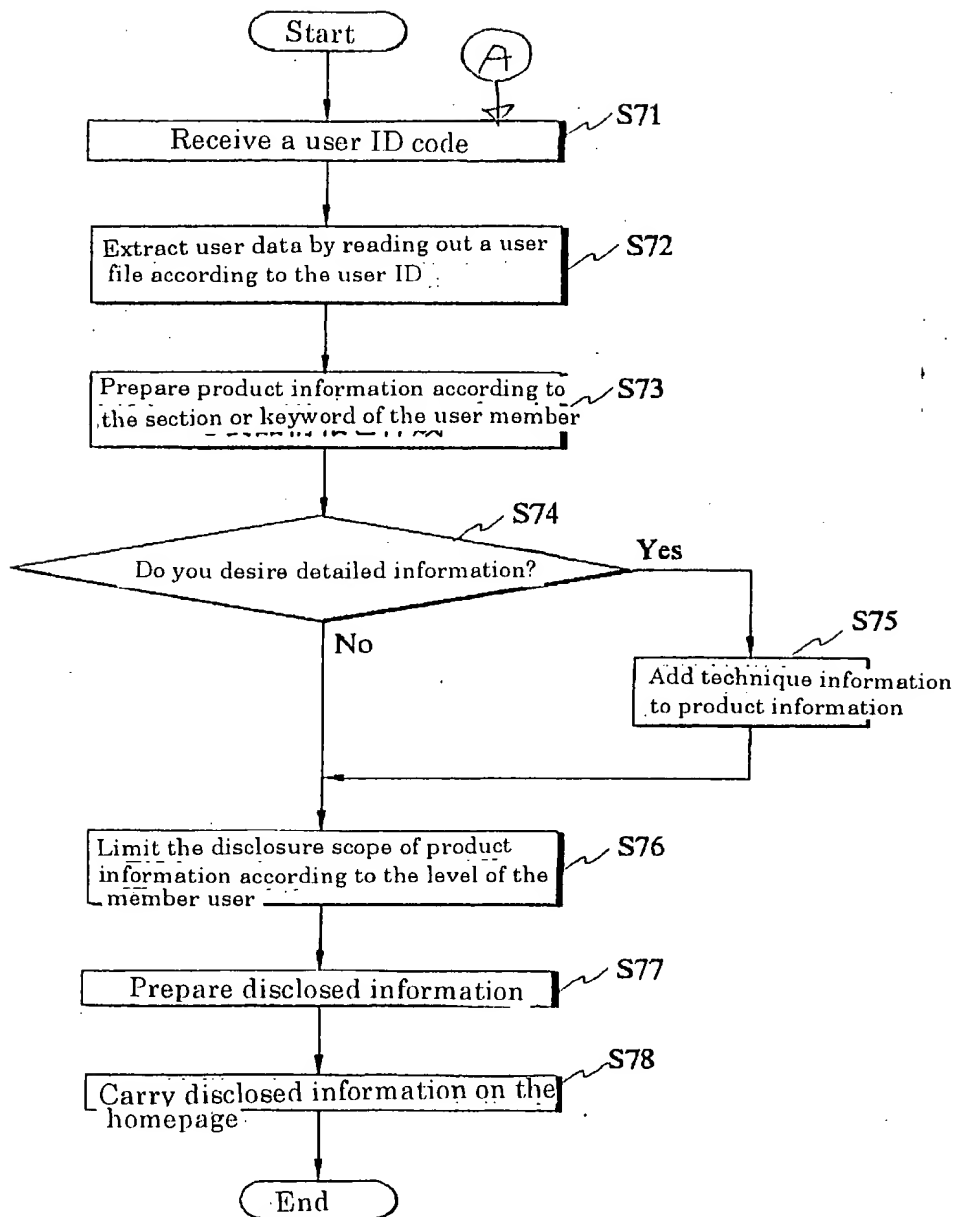 Start
A
Receive a user ID code
S71
Extract user data by reading out a user
file according to the user ID
S72
Prepare product information according to
the section or keyword of the user member
S73
S74
Do you desire detailed information?
Yes
No
S75
Add technique information
to product information
Limit the disclosure scope of product
information according to the level of the
member user
S76
Prepare disclosed information
S77
Carry disclosed information on the
homepage
S78
End